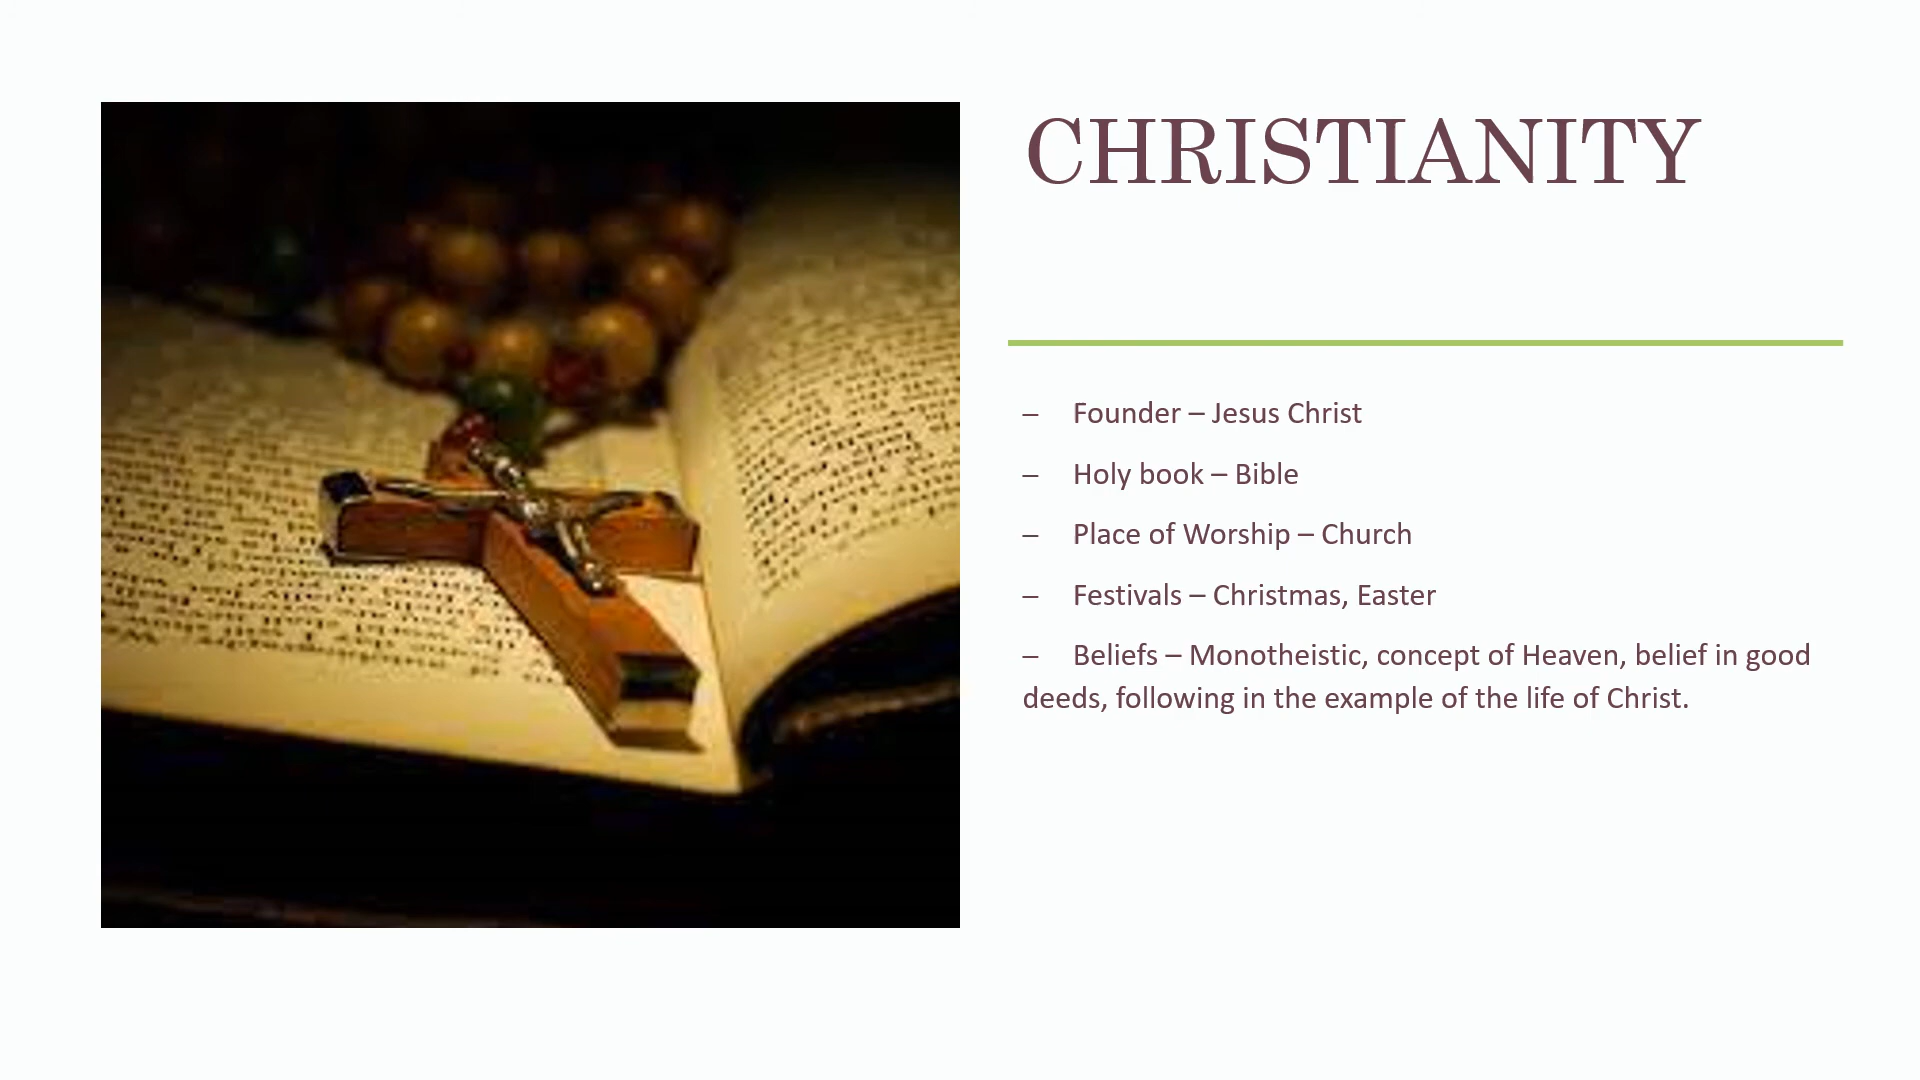 CHRISTIANITY
– Founder – Jesus Christ
– Holy book – Bible
– Place of Worship – Church
– Festivals – Christmas, Easter
– Beliefs – Monotheistic, concept of Heaven, belief in good
deeds, following in the example of the life of Christ.